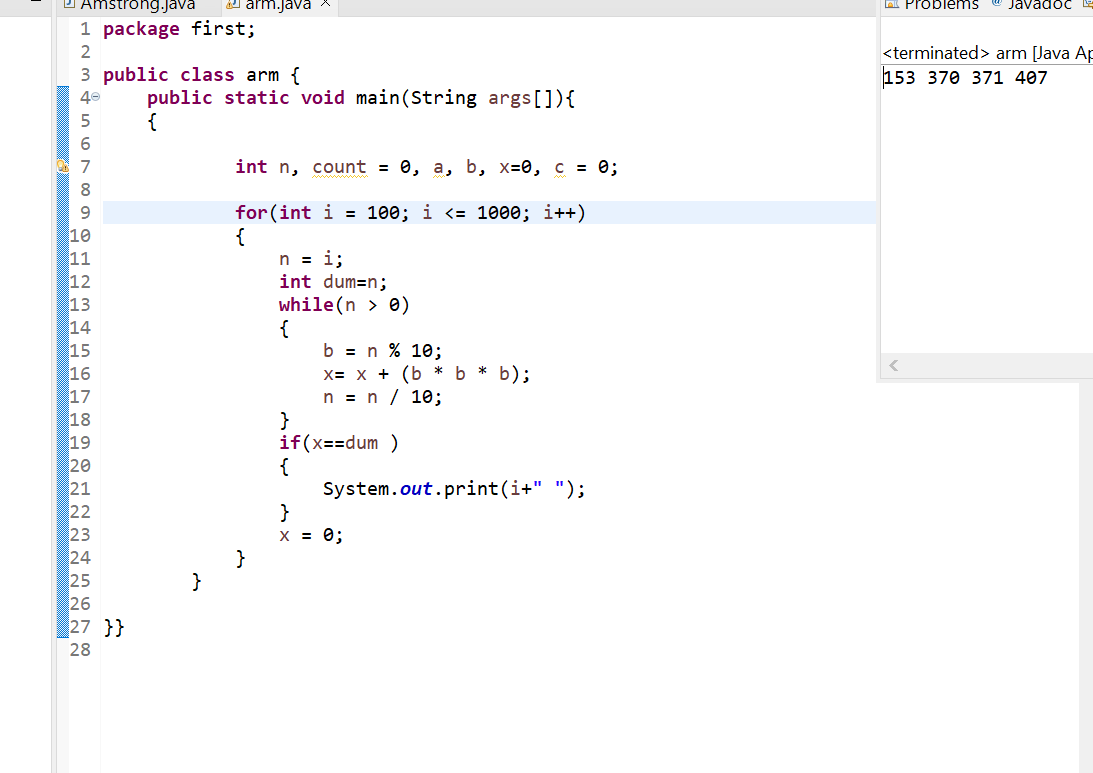 Amstrong.java arm.java ×
1 package first;
2
3 public class arm {
4 public static void main(String args[]){
5 {
6
7 int n, count = 0, a, b, x=0, c = 0;
8
9 for(int i = 100; i <= 1000; i++)
10 {
11 n = i;
12 int dum=n;
13 while(n > 0)
14 {
15 b = n % 10;
16 x= x + (b * b * b);
17 n = n / 10;
18 }
19 if(x==dum )
20 {
21 System.out.print(i+" ");
22 }
23 x = 0;
24 }
25 }
26
27 }}
28
Problems @ Javadoc
<terminated> arm [Java Ap
153 370 371 407